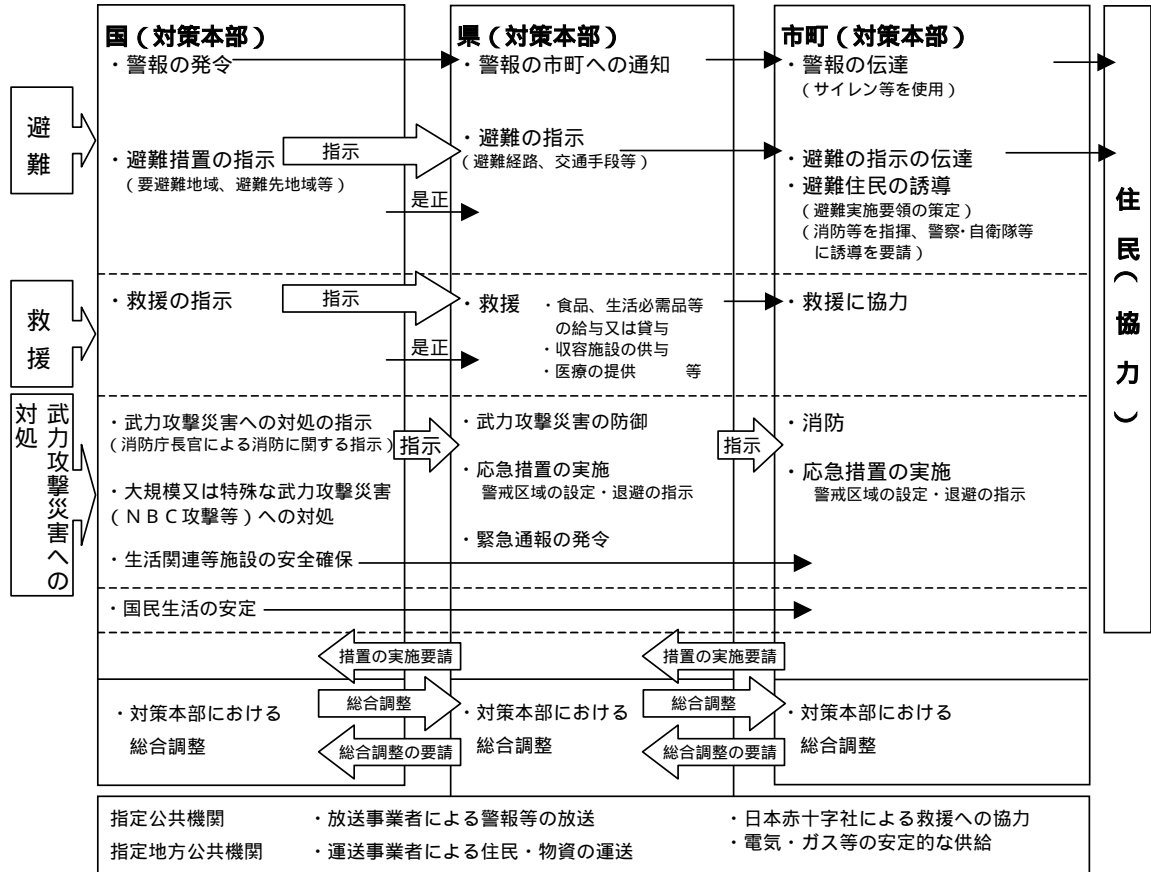 国(対策本部)
・警報の発令
・避難措置の指示
(要避難地域、避難先地域等)
指示
是正
県(対策本部)
・警報の市町への通知
・避難の指示
(避難経路、交通手段等)
市町(対策本部)
・警報の伝達
(サイレン等を使用)
・避難の指示の伝達
・避難住民の誘導
(避難実施要領の策定)
(消防等を指揮、警察・自衛隊等
に誘導を要請)
避難
住民(協力)
救援
・救援の指示
指示
是正
・救援
・食品、生活必需品等
の給与又は貸与
・収容施設の供与
・医療の提供 等
・救援に協力
武力攻撃災害への
対処
・武力攻撃災害への対処の指示
(消防庁長官による消防に関する指示)
・大規模又は特殊な武力攻撃災害
(NBC攻撃等)への対処
・生活関連等施設の安全確保
指示
・武力攻撃災害の防御
・応急措置の実施
警戒区域の設定・退避の指示
・緊急通報の発令
指示
・消防
・応急措置の実施
警戒区域の設定・退避の指示
・国民生活の安定
措置の実施要請
措置の実施要請
・対策本部における
総合調整
総合調整
総合調整の要請
・対策本部における
総合調整
総合調整
総合調整の要請
・対策本部における
総合調整
指定公共機関
指定地方公共機関
・放送事業者による警報等の放送
・運送事業者による住民・物資の運送
・日本赤十字社による救援への協力
・電気・ガス等の安定的な供給